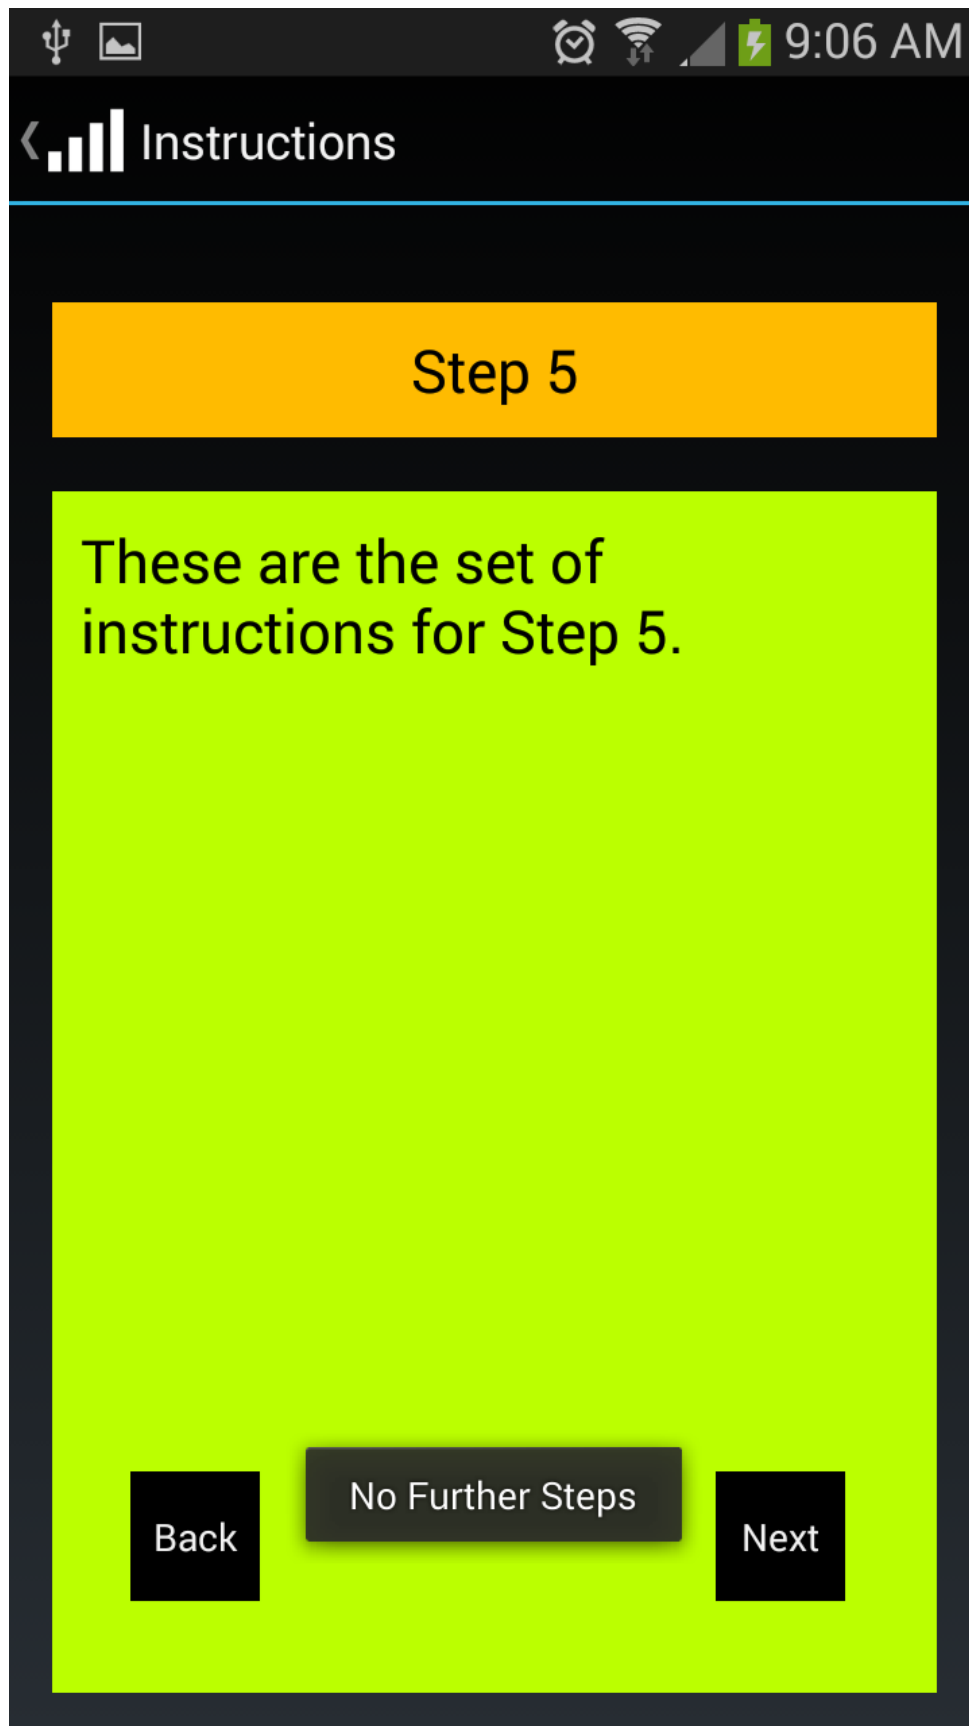 9:06 AM
Instructions
Step 5
These are the set of
instructions for Step 5.
No Further Steps
Back
Next